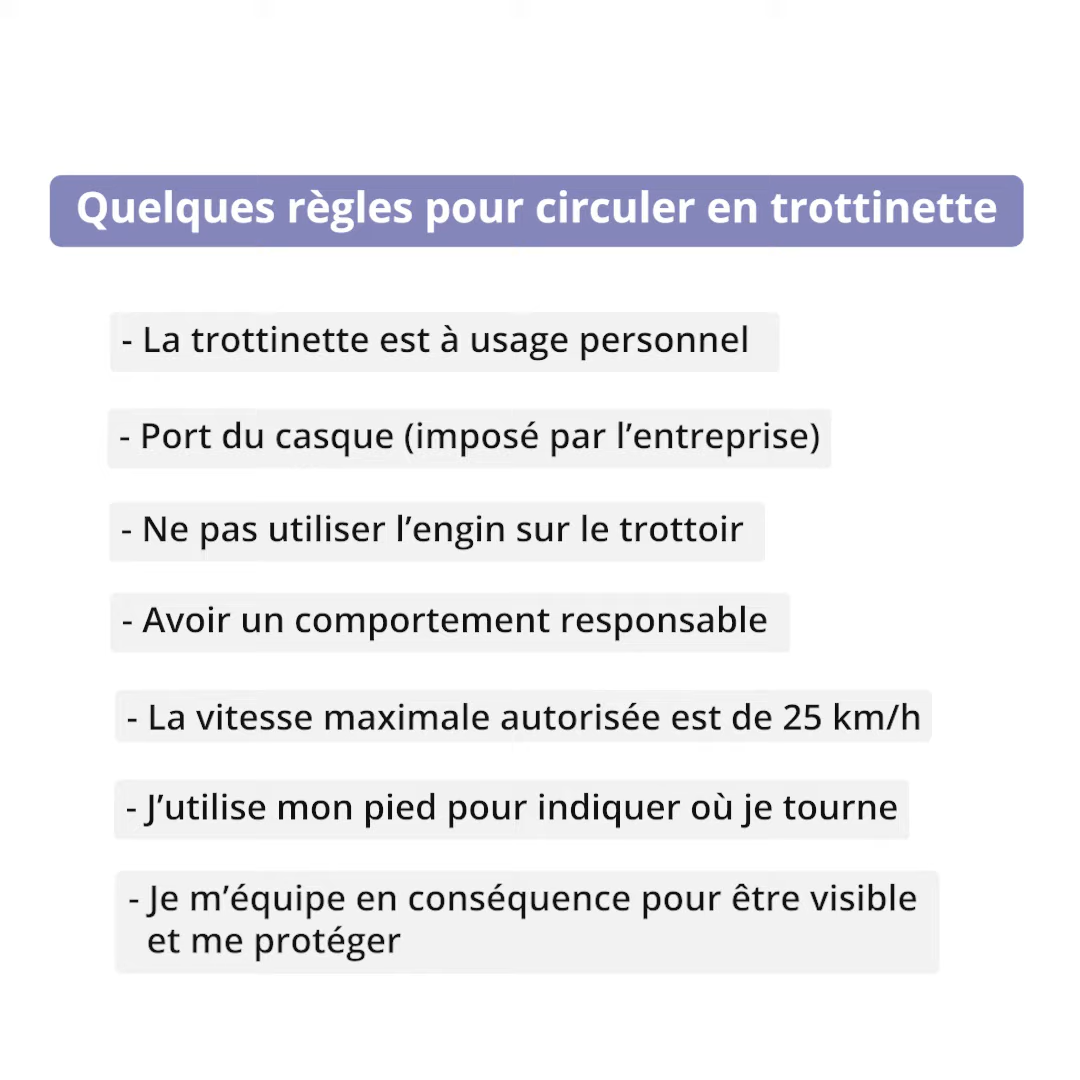 Quelques règles pour circuler en trottinette
- La trottinette est à usage personnel
- Port du casque (imposé par l’entreprise)
- Ne pas utiliser l’engin sur le trottoir
- Avoir un comportement responsable
- La vitesse maximale autorisée est de 25 km/h
- J’utilise mon pied pour indiquer où je tourne
- Je m’équipe en conséquence pour être visible
et me protéger